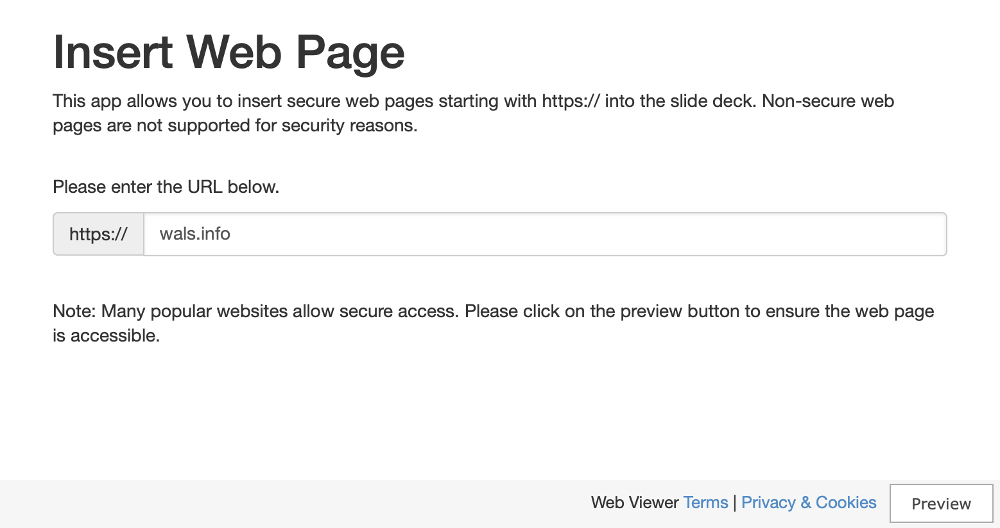 Insert Web Page
This app allows you to insert secure web pages starting with https:// into the slide deck. Non-secure web
pages are not supported for security reasons.
Please enter the URL below.
https:// wals.info
Note: Many popular websites allow secure access. Please click on the preview button to ensure the web page
is accessible.
Web Viewer Terms | Privacy & Cookies Preview